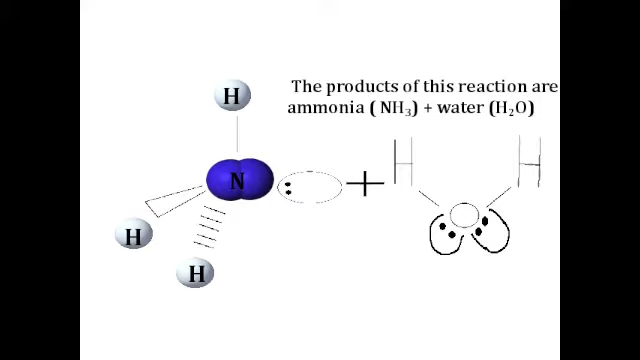 The products of this reaction are
ammonia ( NH₃) + water (H₂O)
H
N
H
H
+
H
H
O